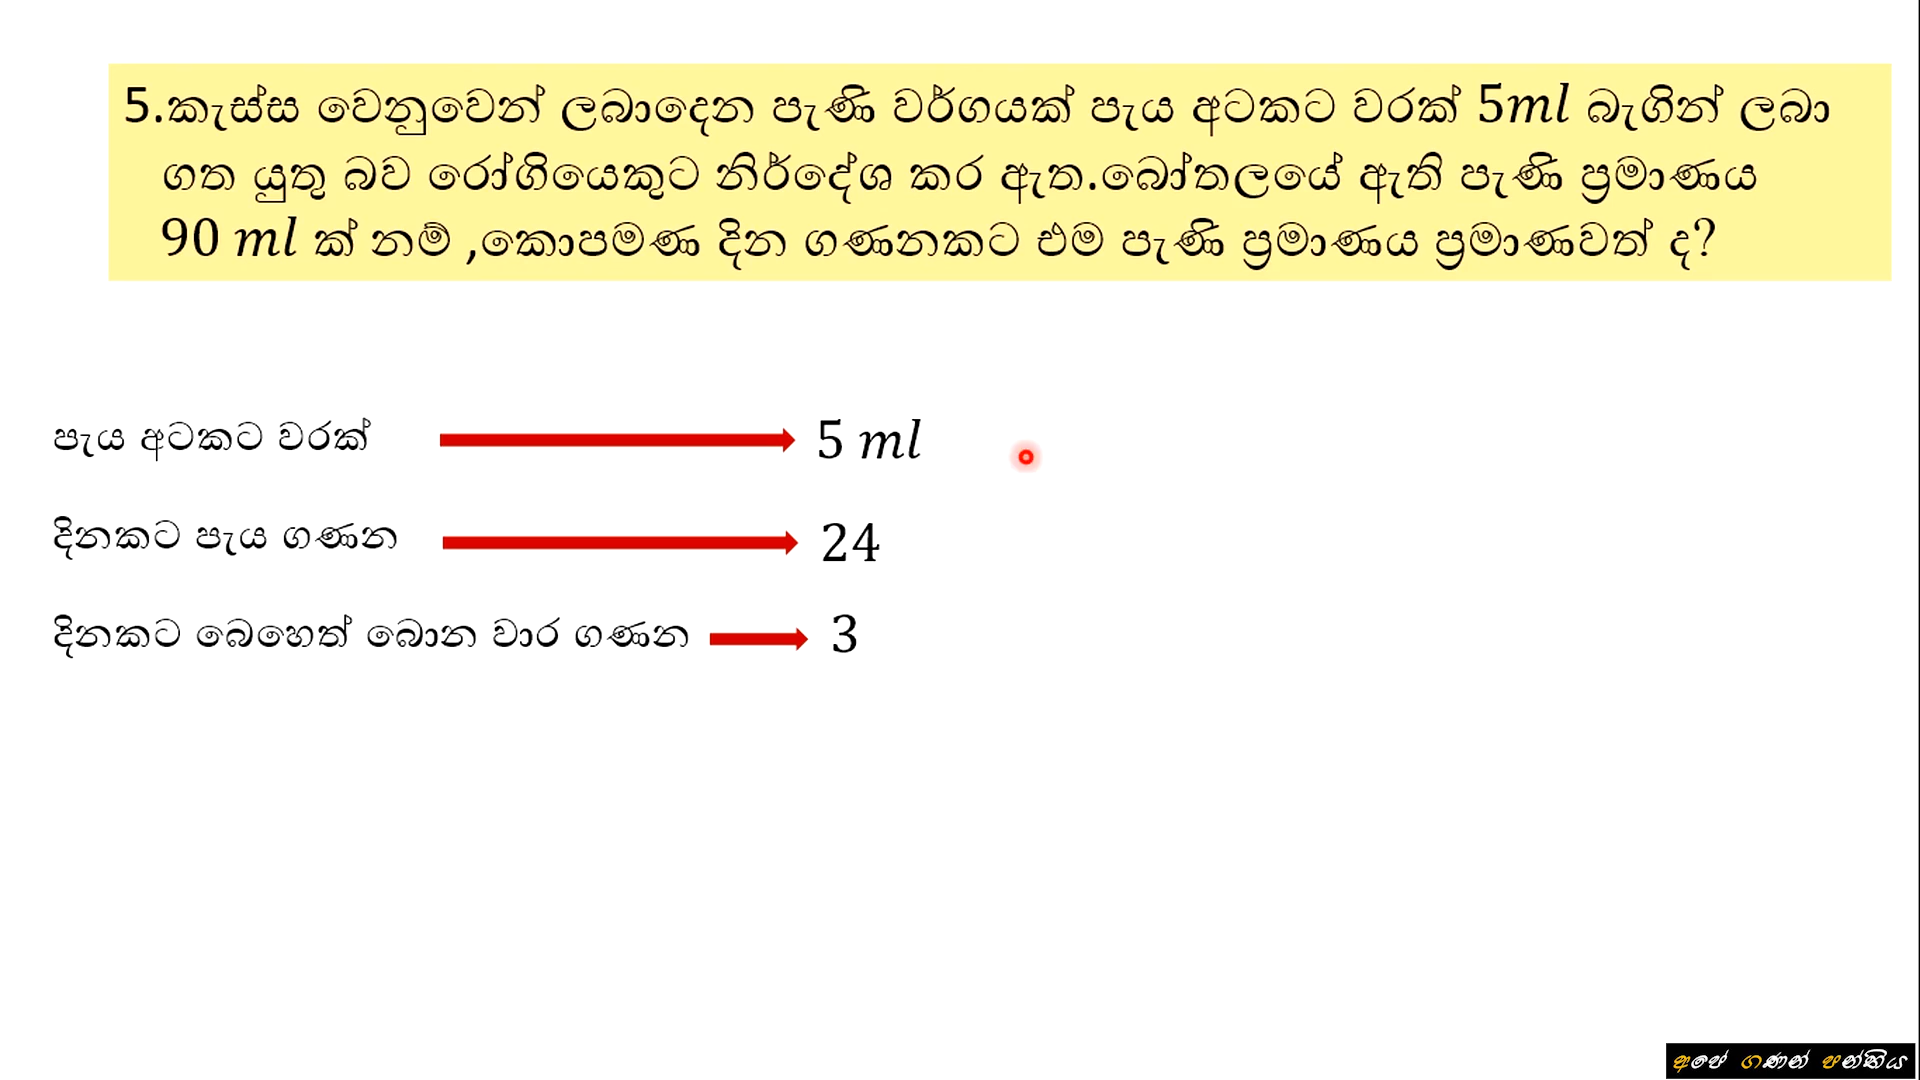 5.කැස්ස වෙනුවෙන් ලබාදෙන පැණි වර්ගයක් පැය අටකට වරක් 5ml බැගින් ලබා
ගත යුතු බව රෝගියෙකුට නිර්දේශ කර ඇත.බෝතලයේ ඇති පැණි ප්‍රමාණය
90 ml ක් නම් ,කොපමණ දින ගණනකට එම පැණි ප්‍රමාණය ප්‍රමාණවත් ද?
පැය අටකට වරක් 5 ml
දිනකට පැය ගණන 24
දිනකට බෙහෙත් බොන වාර ගණන 3
අපේ ගණන් පන්තිය